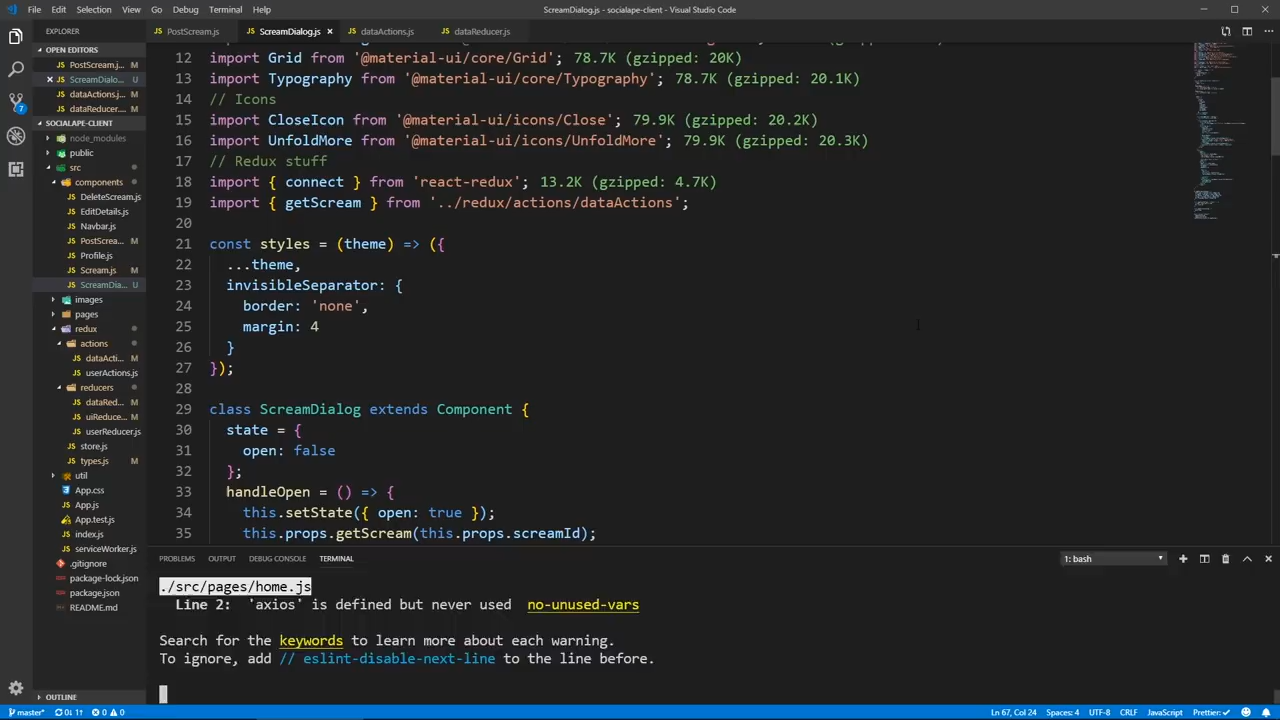 File Edit Selection View Go Debug Terminal Help
ScreamDialog.js - socialape-client - Visual Studio Code
EXPLORER
OPEN EDITORS
PostScream.j... M
ScreamDialo... U
dataActions.j... M
dataReducer.... M
SOCIALAPE-CLIENT
node_modules
public
src
components
DeleteScream.js
EditDetails.js
Navbar.js
PostScrea... M
Profile.js
Scream.js M
ScreamDia... U
images
pages
redux
actions
dataActi... M
userActions.js
reducers
dataRed... M
uiReduce... M
userReducer.js
store.js
types.js M
util
App.css
App.js
App.test.js
index.js
serviceWorker.js
.gitignore
package-lock.json
package.json
README.md
OUTLINE
PostScream.js ScreamDialog.js dataActions.js dataReducer.js
12 import Grid from '@material-ui/core/Grid'; 78.7K (gzipped: 20K)
13 import Typography from '@material-ui/core/Typography'; 78.7K (gzipped: 20.1K)
14 // Icons
15 import CloseIcon from '@material-ui/icons/Close'; 79.9K (gzipped: 20.2K)
16 import UnfoldMore from '@material-ui/icons/UnfoldMore'; 79.9K (gzipped: 20.3K)
17 // Redux stuff
18 import { connect } from 'react-redux'; 13.2K (gzipped: 4.7K)
19 import { getScream } from '../redux/actions/dataActions';
20
21 const styles = (theme) => ({
22 ...theme,
23 invisibleSeparator: {
24 border: 'none',
25 margin: 4
26 }
27 });
28
29 class ScreamDialog extends Component {
30 state = {
31 open: false
32 };
33 handleOpen = () => {
34 this.setState({ open: true });
35 this.props.getScream(this.props.screamId);
PROBLEMS OUTPUT DEBUG CONSOLE TERMINAL
1: bash
./src/pages/home.js
Line 2: 'axios' is defined but never used no-unused-vars
Search for the keywords to learn more about each warning.
To ignore, add // eslint-disable-next-line to the line before.
master* 0↓ 1↑ 0 0
Ln 67, Col 24 Spaces: 4 UTF-8 CRLF JavaScript Prettier: ✓